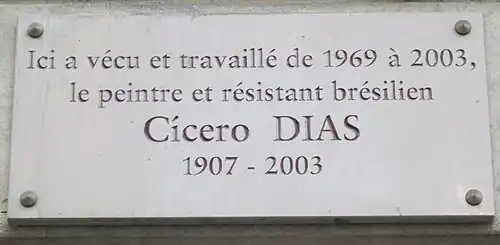 Ici a vécu et travaillé de 1969 à 2003,
le peintre et résistant brésilien
Cícero DIAS
1907 - 2003